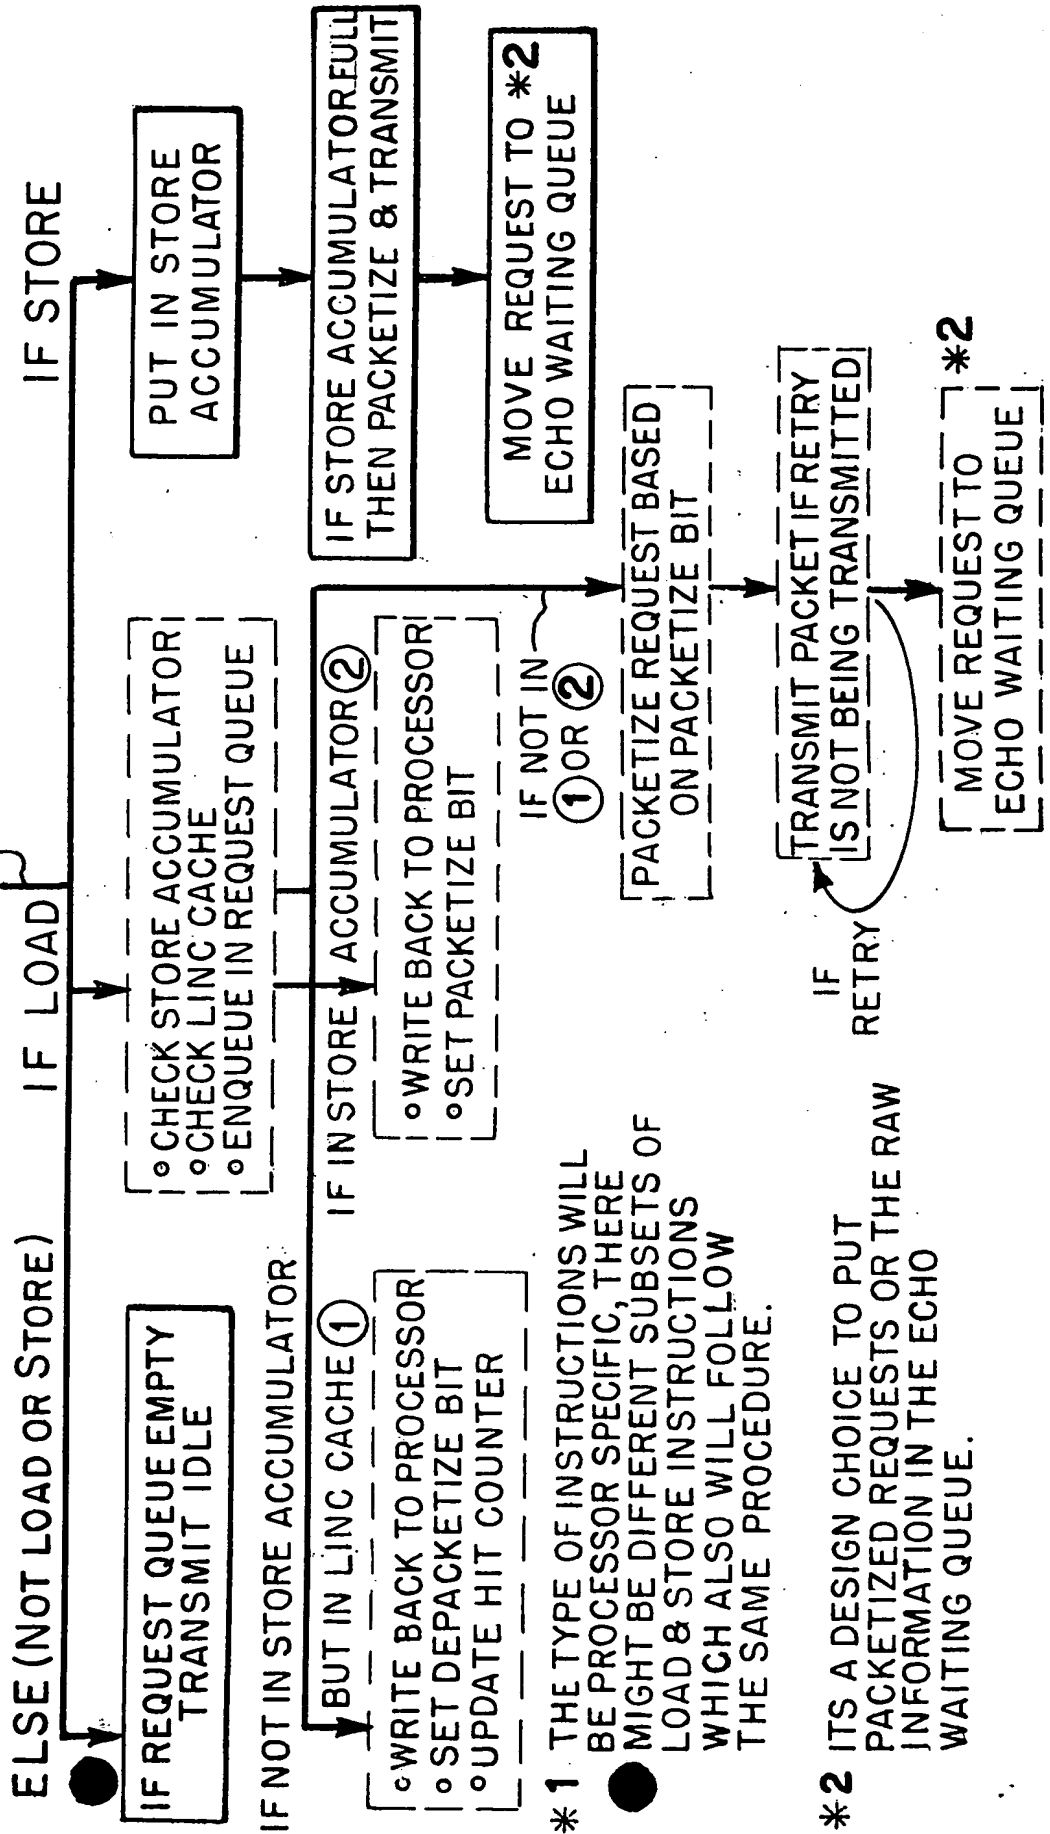 ELSE (NOT LOAD OR STORE)
IF LOAD
IF STORE
IF REQUEST QUEUE EMPTY
TRANSMIT IDLE
∘ CHECK STORE ACCUMULATOR
∘ CHECK LINC CACHE
∘ ENQUEUE IN REQUEST QUEUE
PUT IN STORE
ACCUMULATOR
IF STORE ACCUMULATOR FULL
THEN PACKETIZE & TRANSMIT
MOVE REQUEST TO *2
ECHO WAITING QUEUE
IF NOT IN STORE ACCUMULATOR
BUT IN LINC CACHE ①
∘ WRITE BACK TO PROCESSOR
∘ SET DEPACKETIZE BIT
∘ UPDATE HIT COUNTER
IF IN STORE ACCUMULATOR ②
∘ WRITE BACK TO PROCESSOR
∘ SET PACKETIZE BIT
IF NOT IN
① OR ②
PACKETIZE REQUEST BASED
ON PACKETIZE BIT
TRANSMIT PACKET IF RETRY
IS NOT BEING TRANSMITTED
IF
RETRY
MOVE REQUEST TO
ECHO WAITING QUEUE
*2
*1 THE TYPE OF INSTRUCTIONS WILL
BE PROCESSOR SPECIFIC, THERE
MIGHT BE DIFFERENT SUBSETS OF
LOAD & STORE INSTRUCTIONS
WHICH ALSO WILL FOLLOW
THE SAME PROCEDURE.
*2 ITS A DESIGN CHOICE TO PUT
PACKETIZED REQUESTS OR THE RAW
INFORMATION IN THE ECHO
WAITING QUEUE.